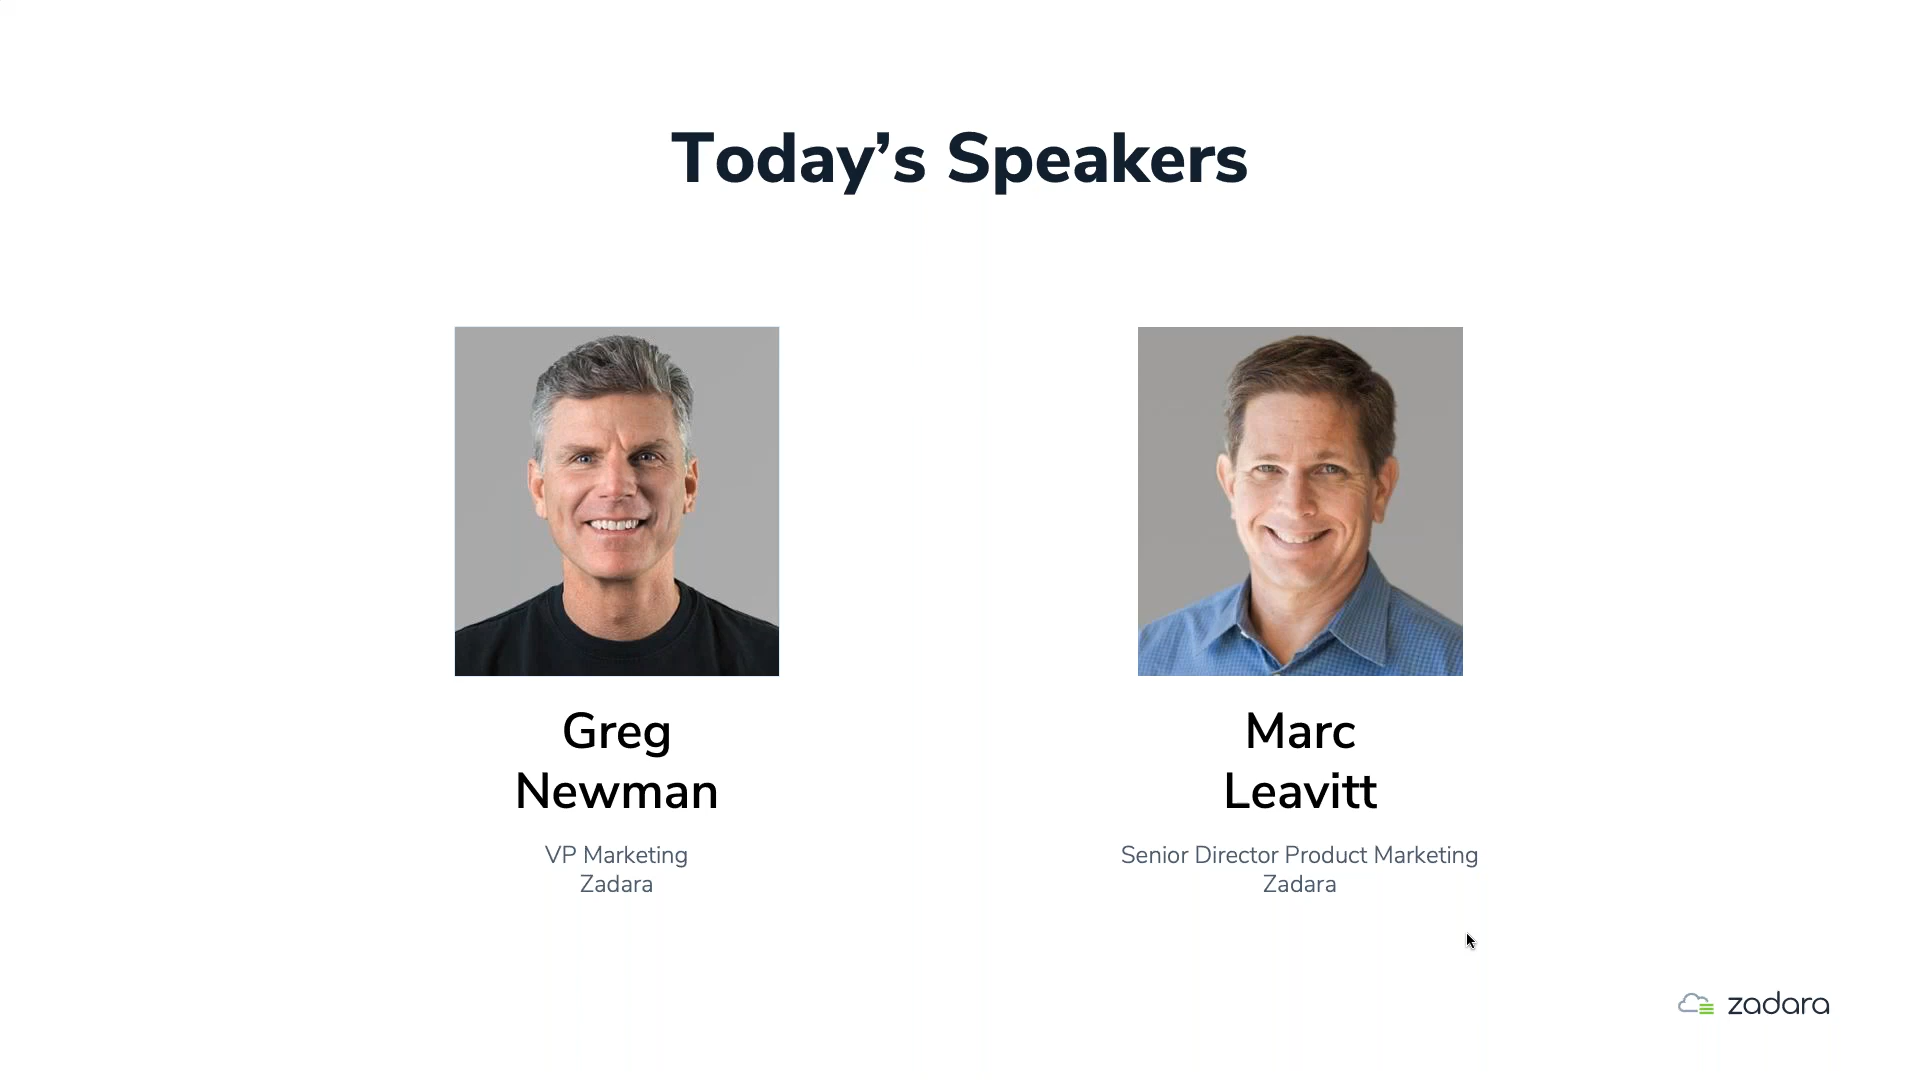 Today’s Speakers
Greg
Newman
VP Marketing
Zadara
Marc
Leavitt
Senior Director Product Marketing
Zadara
zadara